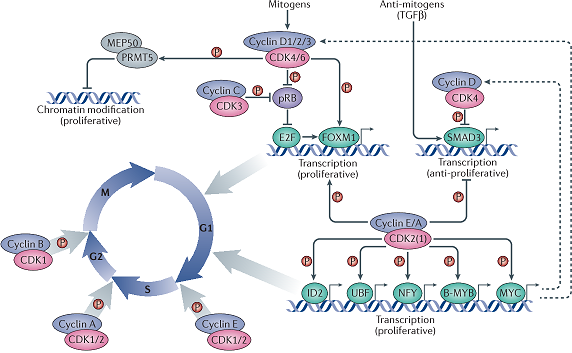 Mitogens
Anti-mitogens
(TGFβ)
MEP50
PRMT5
P
Cyclin D1/2/3
CDK4/6
P
P
Chromatin modification
(proliferative)
Cyclin C
CDK3
P
pRB
E2F
FOXM1
Transcription
(proliferative)
Cyclin D
CDK4
P
SMAD3
Transcription
(anti-proliferative)
P
P
Cyclin E/A
CDK2(1)
P
P
P
P
P
ID2
UBF
NFY
B-MYB
MYC
Transcription
(proliferative)
M
G1
G2
S
Cyclin B
CDK1
P
Cyclin A
CDK1/2
P
Cyclin E
CDK1/2
P